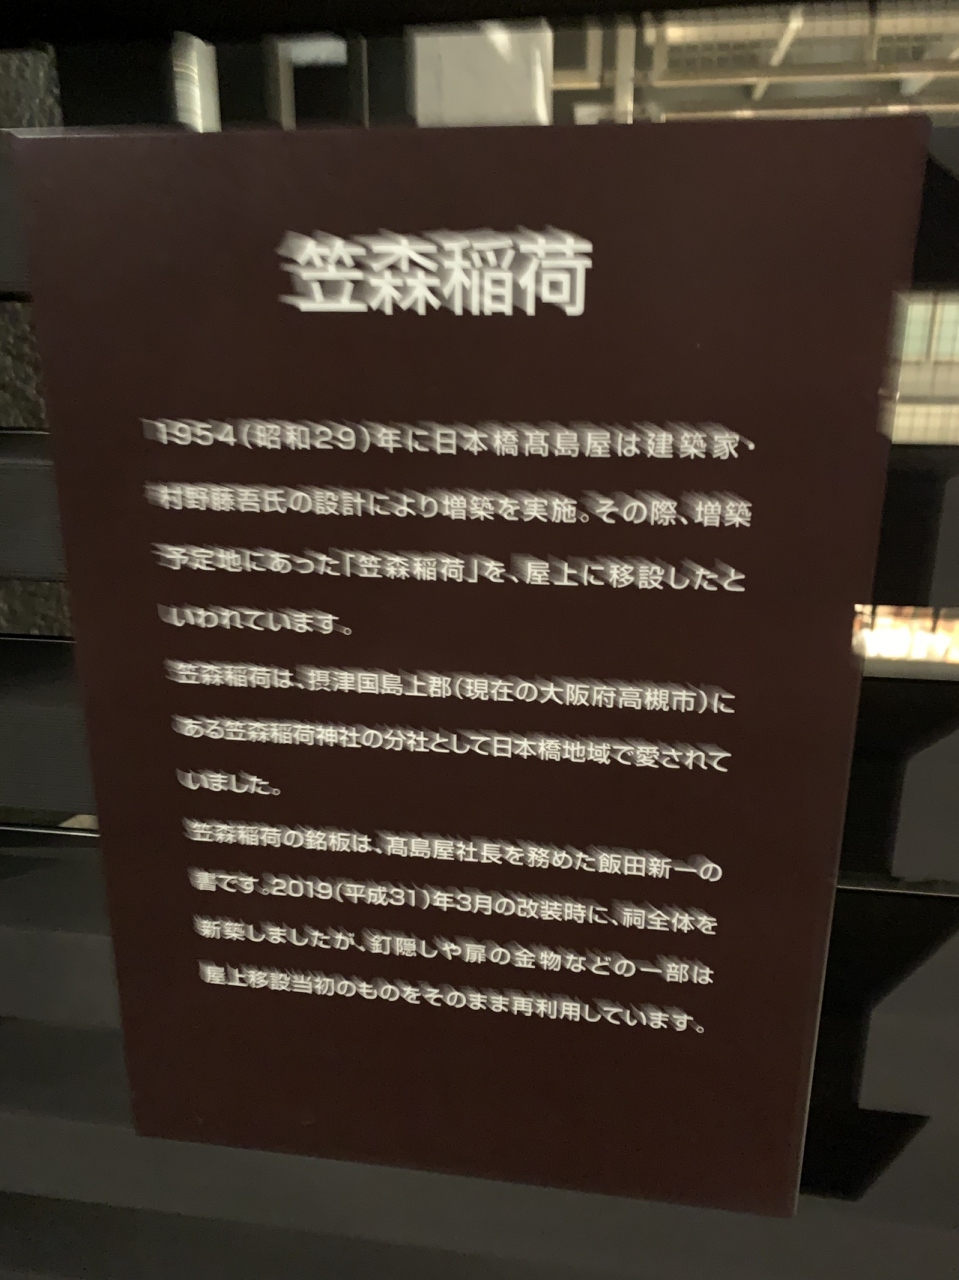 笠森稲荷
1954(昭和29)年に日本橋髙島屋は建築家・
村野藤吾氏の設計により増築を実施。その際、増築
予定地にあった「笠森稲荷」を、屋上に移設したと
いわれています。
笠森稲荷は、摂津国島上郡(現在の大阪府高槻市)に
ある笠森稲荷神社の分社として日本橋地域で愛されて
いました。
笠森稲荷の銘板は、髙島屋社長を務めた飯田新一の
書です。2019(平成31)年3月の改装時に、祠全体を
新築しましたが、釘隠しや扉の金物などの一部は
屋上移設当初のものをそのまま再利用しています。